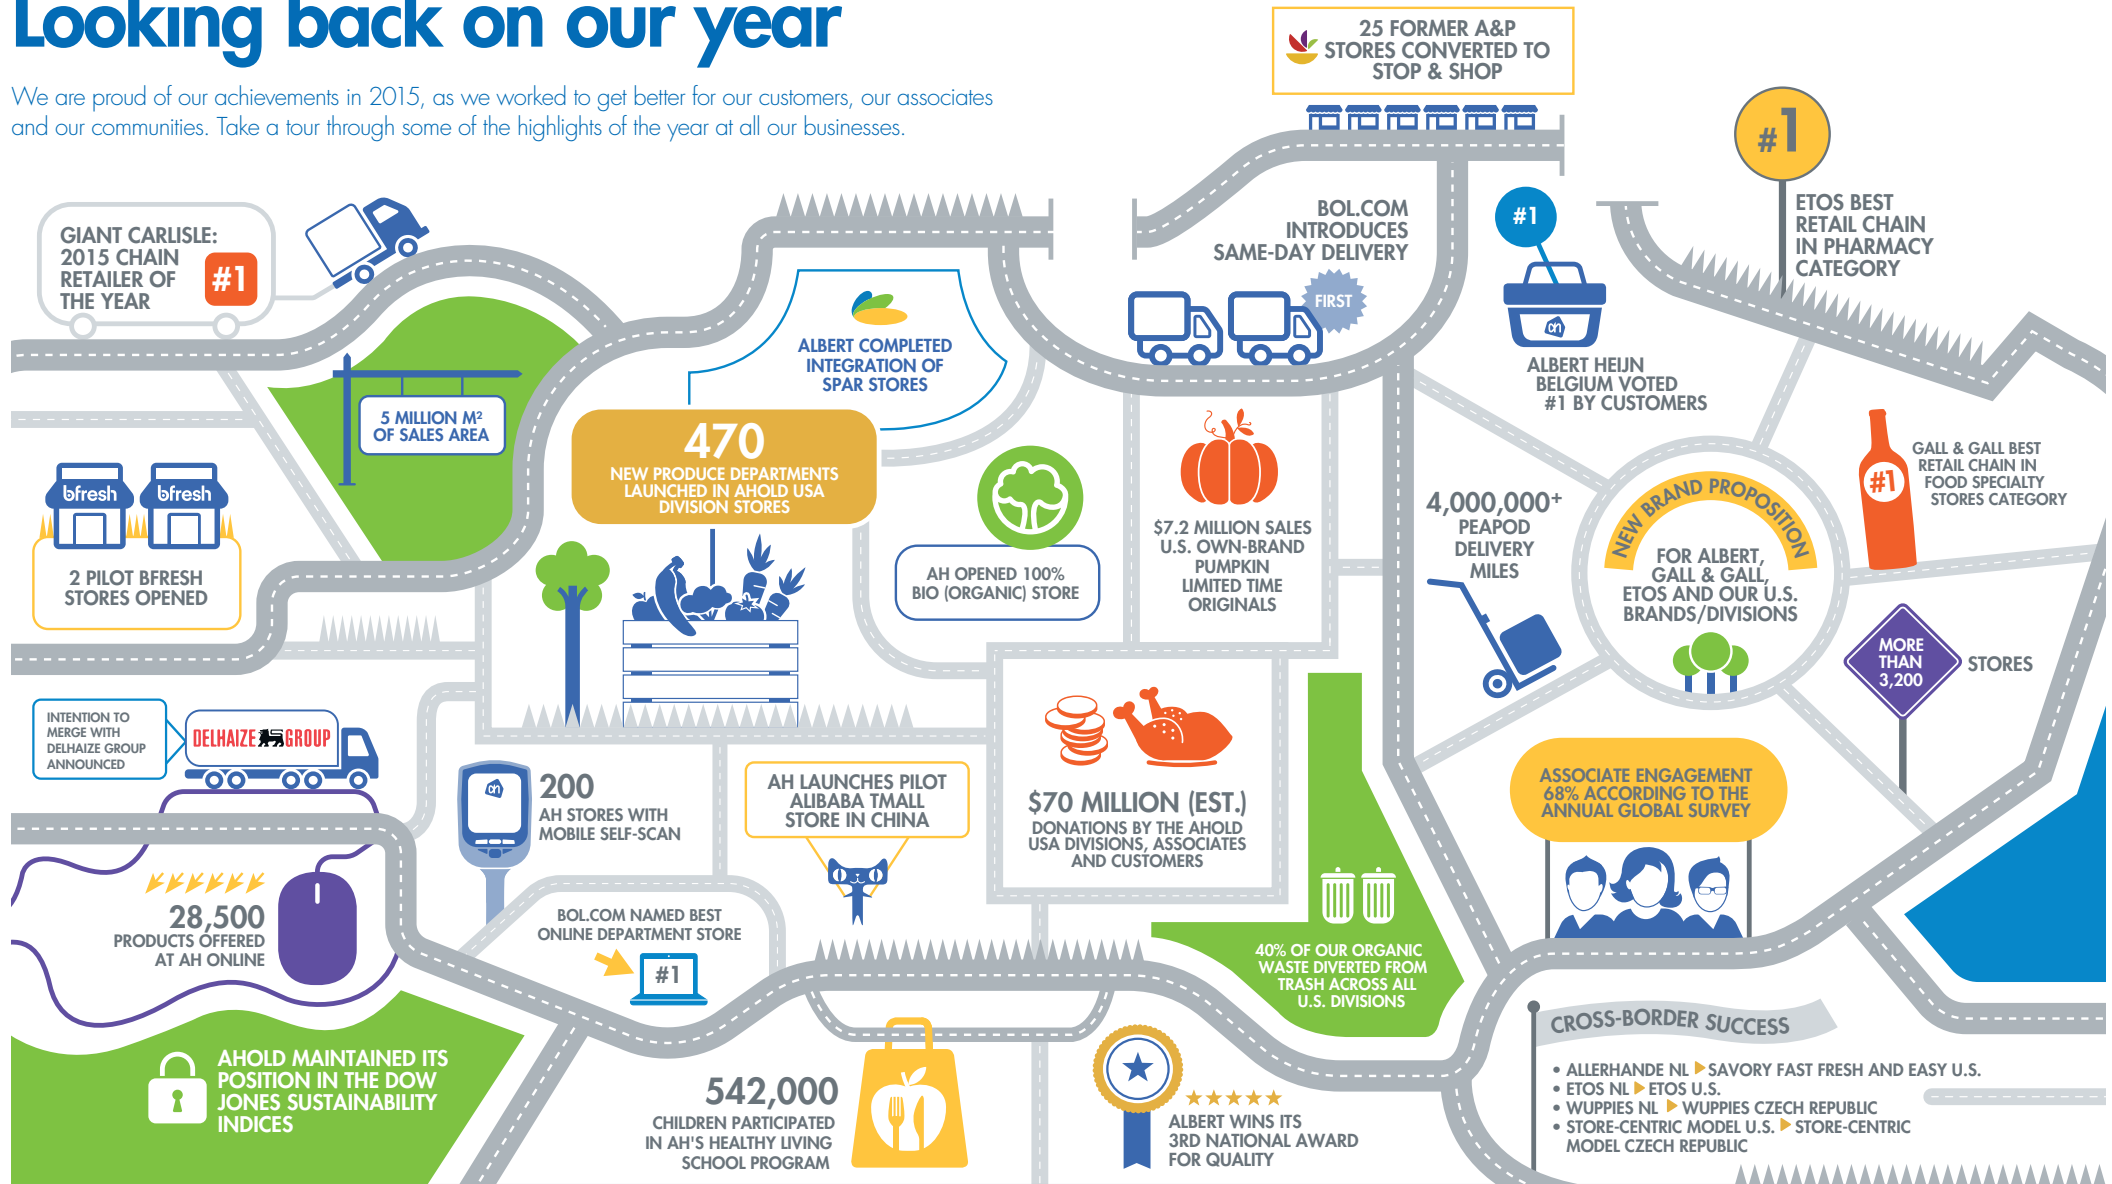 Looking back on our year
We are proud of our achievements in 2015, as we worked to get better for our customers, our associates
and our communities. Take a tour through some of the highlights of the year at all our businesses.
25 FORMER A&P
STORES CONVERTED TO
STOP & SHOP
#1
ETOS BEST
RETAIL CHAIN
IN PHARMACY
CATEGORY
GIANT CARLISLE:
2015 CHAIN
RETAILER OF
THE YEAR
#1
BOL.COM
INTRODUCES
SAME-DAY DELIVERY
FIRST
#1
ah
ALBERT HEIJN
BELGIUM VOTED
#1 BY CUSTOMERS
ALBERT COMPLETED
INTEGRATION OF
SPAR STORES
5 MILLION M²
OF SALES AREA
470
NEW PRODUCE DEPARTMENTS
LAUNCHED IN AHOLD USA
DIVISION STORES
bfresh
bfresh
2 PILOT BFRESH
STORES OPENED
AH OPENED 100%
BIO (ORGANIC) STORE
$7.2 MILLION SALES
U.S. OWN-BRAND
PUMPKIN
LIMITED TIME
ORIGINALS
4,000,000+
PEAPOD
DELIVERY
MILES
NEW BRAND PROPOSITION
FOR ALBERT,
GALL & GALL,
ETOS AND OUR U.S.
BRANDS/DIVISIONS
#1
GALL & GALL BEST
RETAIL CHAIN IN
FOOD SPECIALTY
STORES CATEGORY
MORE
THAN
3,200
STORES
INTENTION TO
MERGE WITH
DELHAIZE GROUP
ANNOUNCED
DELHAIZE GROUP
ah
200
AH STORES WITH
MOBILE SELF-SCAN
AH LAUNCHES PILOT
ALIBABA TMALL
STORE IN CHINA
$70 MILLION (EST.)
DONATIONS BY THE AHOLD
USA DIVISIONS, ASSOCIATES
AND CUSTOMERS
ASSOCIATE ENGAGEMENT
68% ACCORDING TO THE
ANNUAL GLOBAL SURVEY
28,500
PRODUCTS OFFERED
AT AH ONLINE
BOL.COM NAMED BEST
ONLINE DEPARTMENT STORE
#1
40% OF OUR ORGANIC
WASTE DIVERTED FROM
TRASH ACROSS ALL
U.S. DIVISIONS
AHOLD MAINTAINED ITS
POSITION IN THE DOW
JONES SUSTAINABILITY
INDICES
542,000
CHILDREN PARTICIPATED
IN AH'S HEALTHY LIVING
SCHOOL PROGRAM
ALBERT WINS ITS
3RD NATIONAL AWARD
FOR QUALITY
CROSS-BORDER SUCCESS
• ALLERHANDE NL ▶ SAVORY FAST FRESH AND EASY U.S.
• ETOS NL ▶ ETOS U.S.
• WUPPIES NL ▶ WUPPIES CZECH REPUBLIC
• STORE-CENTRIC MODEL U.S. ▶ STORE-CENTRIC
MODEL CZECH REPUBLIC